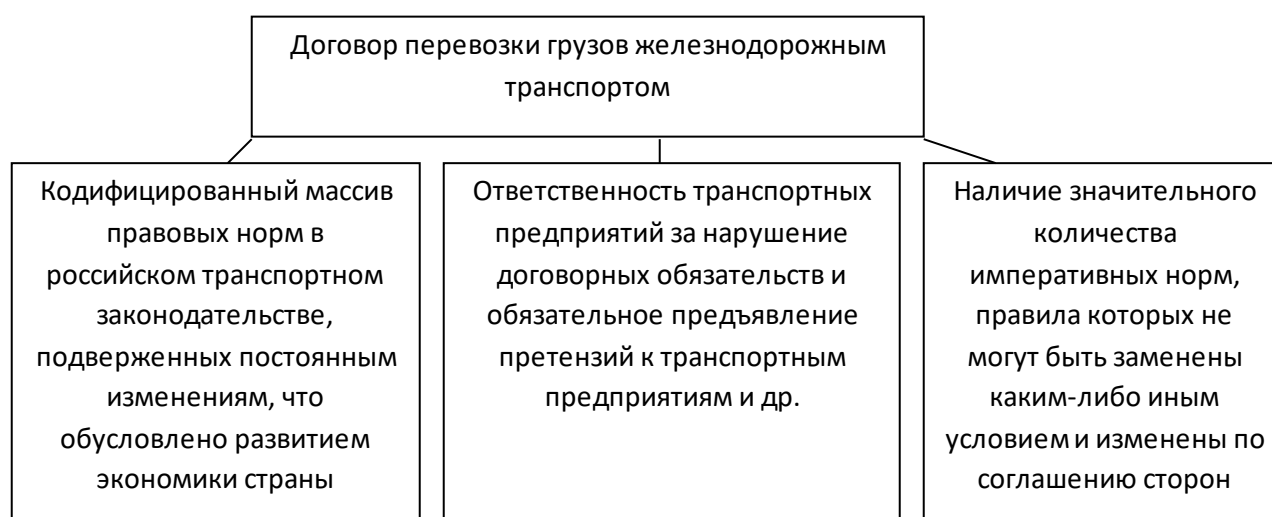 Договор перевозки грузов железнодорожным
транспортом
Кодифицированный массив
правовых норм в
российском транспортном
законодательстве,
подверженных постоянным
изменениям, что
обусловлено развитием
экономики страны
Ответственность транспортных
предприятий за нарушение
договорных обязательств и
обязательное предъявление
претензий к транспортным
предприятиям и др.
Наличие значительного
количества
императивных норм,
правила которых не
могут быть заменены
каким-либо иным
условием и изменены по
соглашению сторон